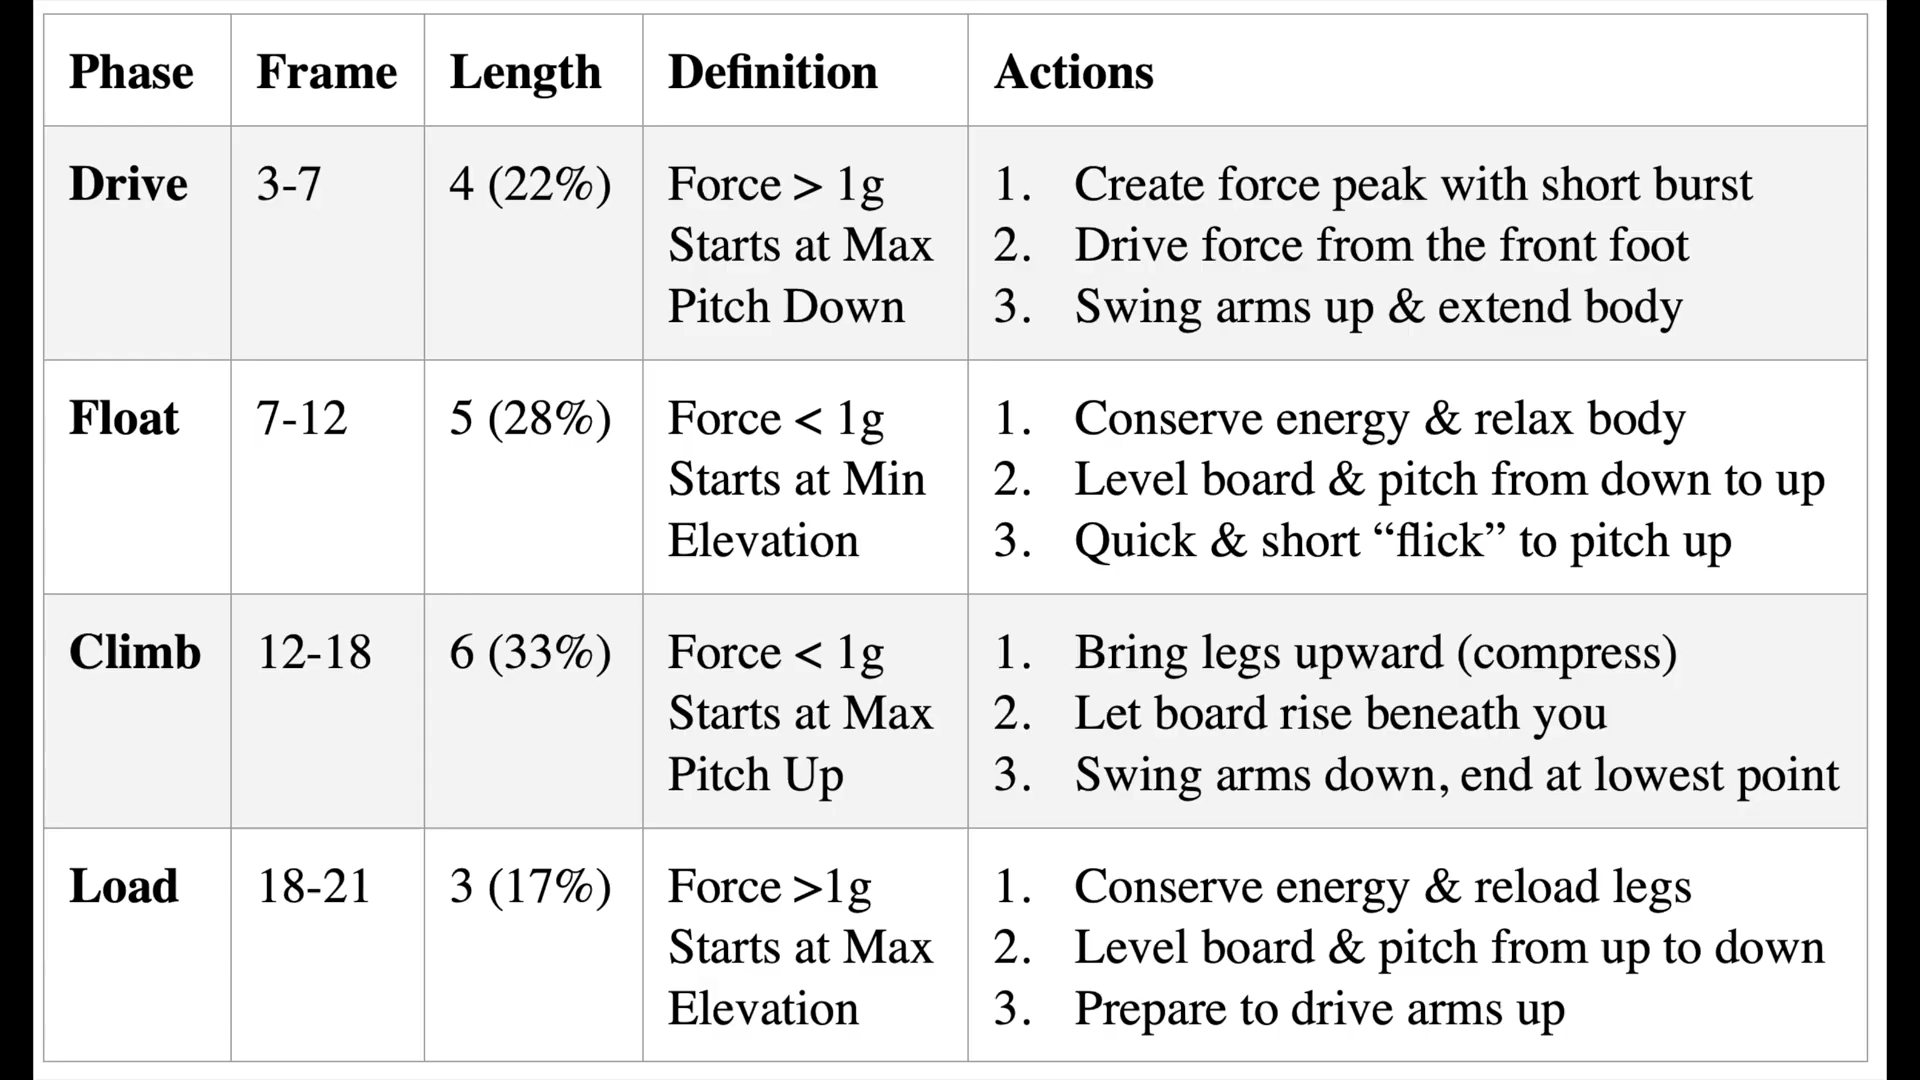 Phase Frame Length Definition Actions
Drive 3-7 4 (22%) Force > 1g 1. Create force peak with short burst
Starts at Max 2. Drive force from the front foot
Pitch Down 3. Swing arms up & extend body
Float 7-12 5 (28%) Force < 1g 1. Conserve energy & relax body
Starts at Min 2. Level board & pitch from down to up
Elevation 3. Quick & short “flick” to pitch up
Climb 12-18 6 (33%) Force < 1g 1. Bring legs upward (compress)
Starts at Max 2. Let board rise beneath you
Pitch Up 3. Swing arms down, end at lowest point
Load 18-21 3 (17%) Force >1g 1. Conserve energy & reload legs
Starts at Max 2. Level board & pitch from up to down
Elevation 3. Prepare to drive arms up